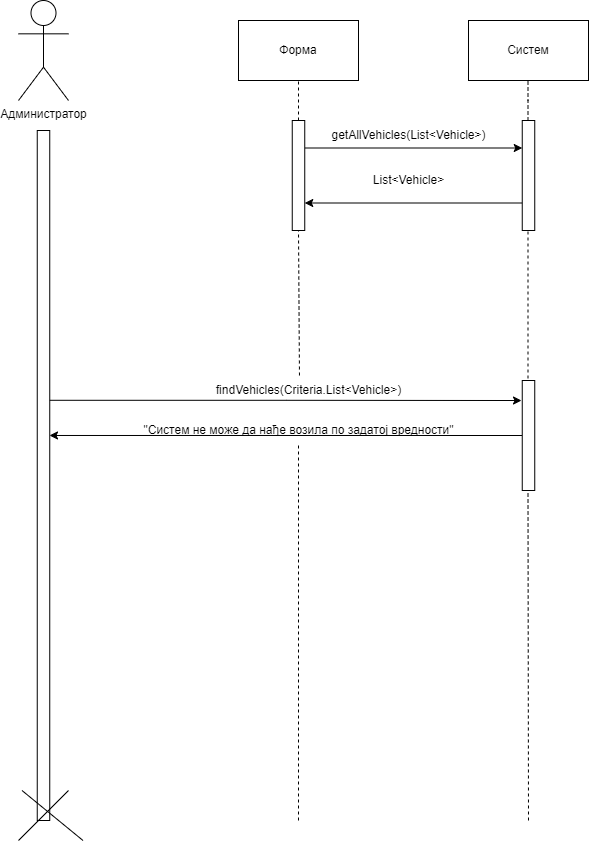 Форма
Систем
Администратор
getAllVehicles(List<Vehicle>)
List<Vehicle>
findVehicles(Criteria.List<Vehicle>)
"Систем не може да нађе возила по задатој вредности"